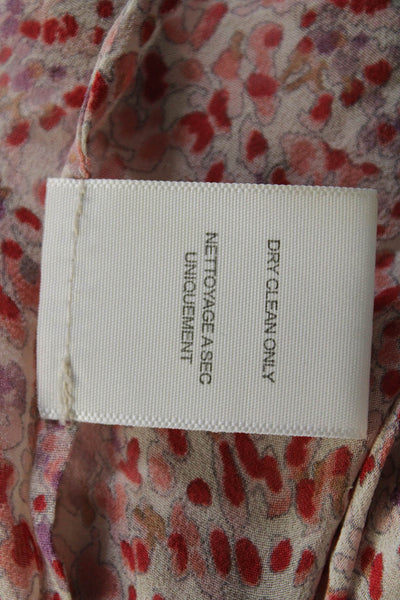 DRY CLEAN ONLY
NETTOYAGE A SEC
UNIQUEMENT